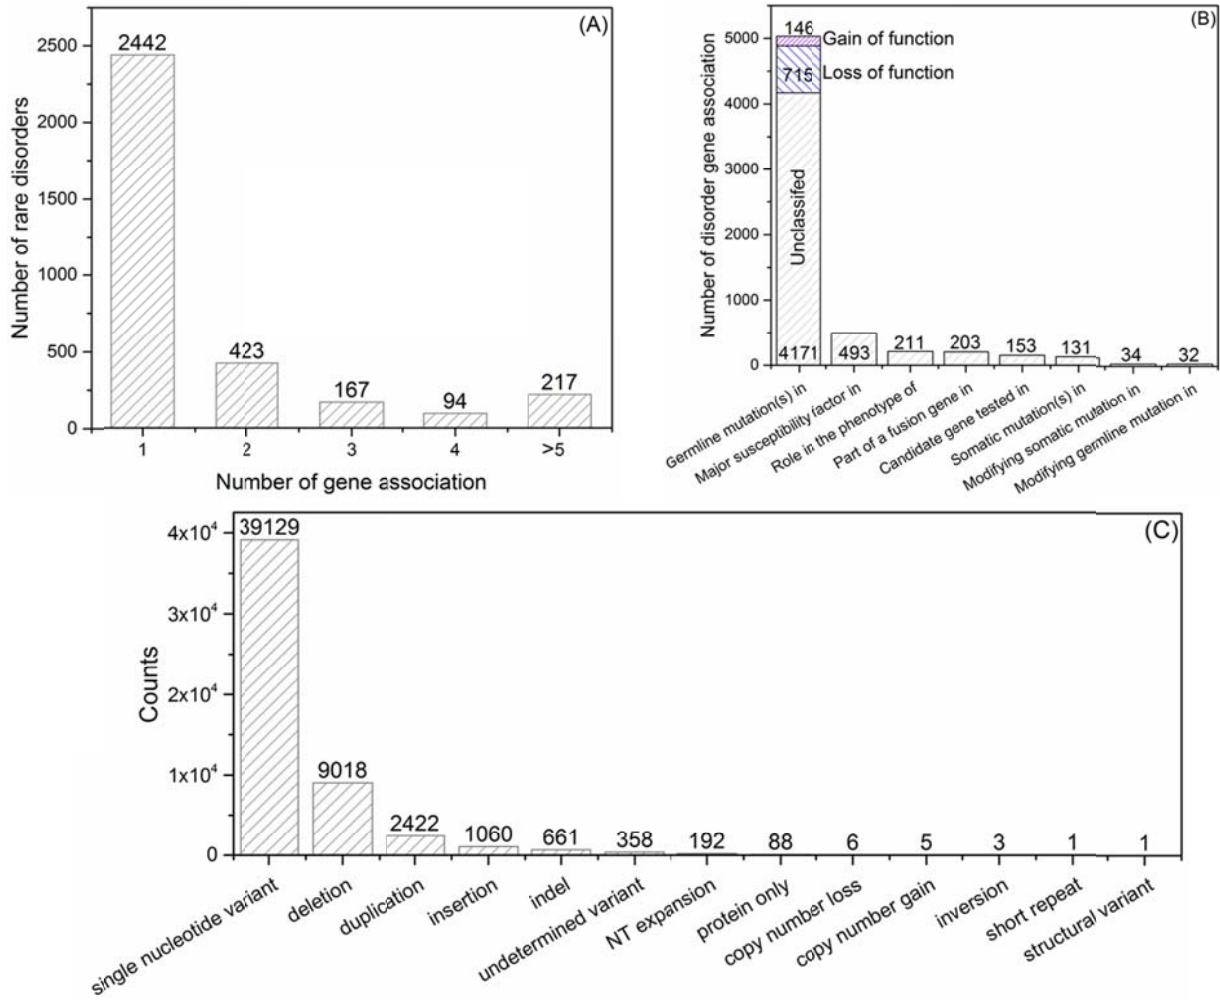 (A)
Number of rare disorders
2500
2000
1500
1000
500
0
2442
423
167
94
217
1
2
3
4
>5
Number of gene association
(B)
Number of disorder gene association
5000
4000
3000
2000
1000
0
146
Gain of function
715
Loss of function
Unclassifed
4171
493
211
203
153
131
34
32
Germline mutation(s) in
Major susceptibility factor in
Role in the phenotype of
Part of a fusion gene in
Candidate gene tested in
Somatic mutation(s) in
Modifying somatic mutation in
Modifying germline mutation in
(C)
Counts
4x10⁴
3x10⁴
2x10⁴
1x10⁴
0
39129
9018
2422
1060
661
358
192
88
6
5
3
1
1
single nucleotide variant
deletion
duplication
insertion
indel
undetermined variant
NT expansion
protein only
copy number loss
copy number gain
inversion
short repeat
structural variant